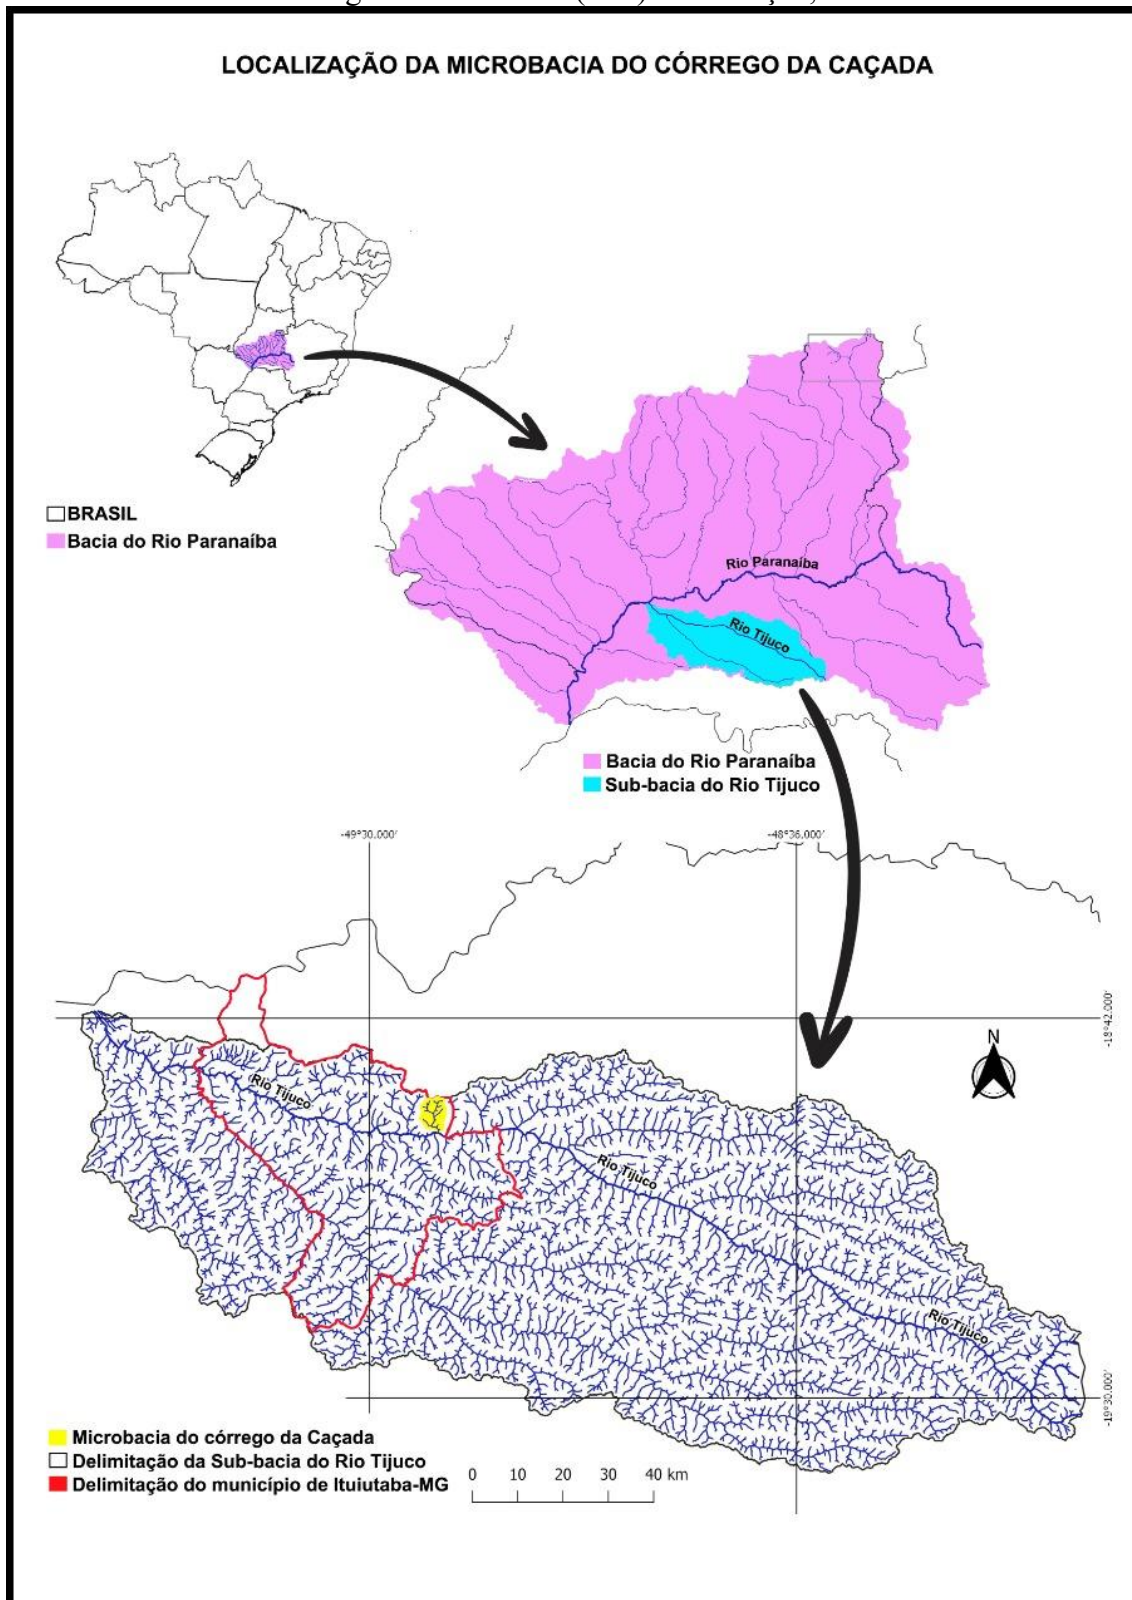 LOCALIZAÇÃO DA MICROBACIA DO CÓRREGO DA CAÇADA
BRASIL
Bacia do Rio Paranaíba
Rio Paranaíba
Rio Tijuco
Bacia do Rio Paranaíba
Sub-bacia do Rio Tijuco
-49°30.000'
-48°36.000'
-18°42.000'
N
Rio Tijuco
Rio Tijuco
Rio Tijuco
-19°30.000'
Microbacia do córrego da Caçada
Delimitação da Sub-bacia do Rio Tijuco
Delimitação do município de Ituiutaba-MG
0 10 20 30 40 km